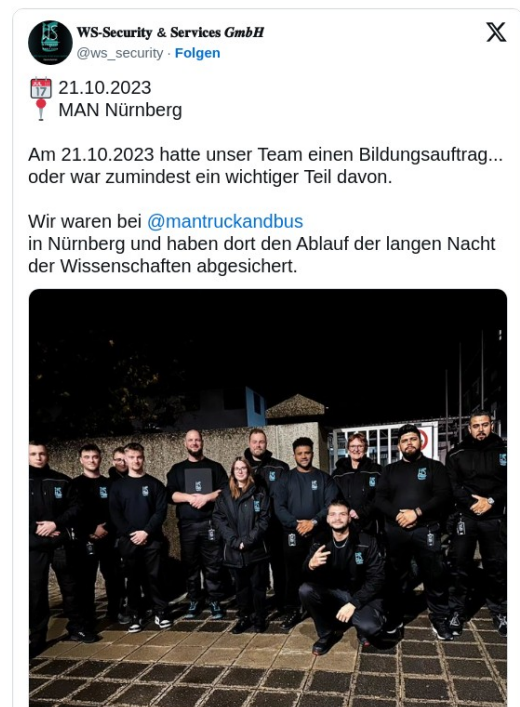 WS-Security & Services GmbH
@ws_security · Folgen
17 21.10.2023
MAN Nürnberg
Am 21.10.2023 hatte unser Team einen Bildungsauftrag...
oder war zumindest ein wichtiger Teil davon.
Wir waren bei @mantruckandbus
in Nürnberg und haben dort den Ablauf der langen Nacht
der Wissenschaften abgesichert.